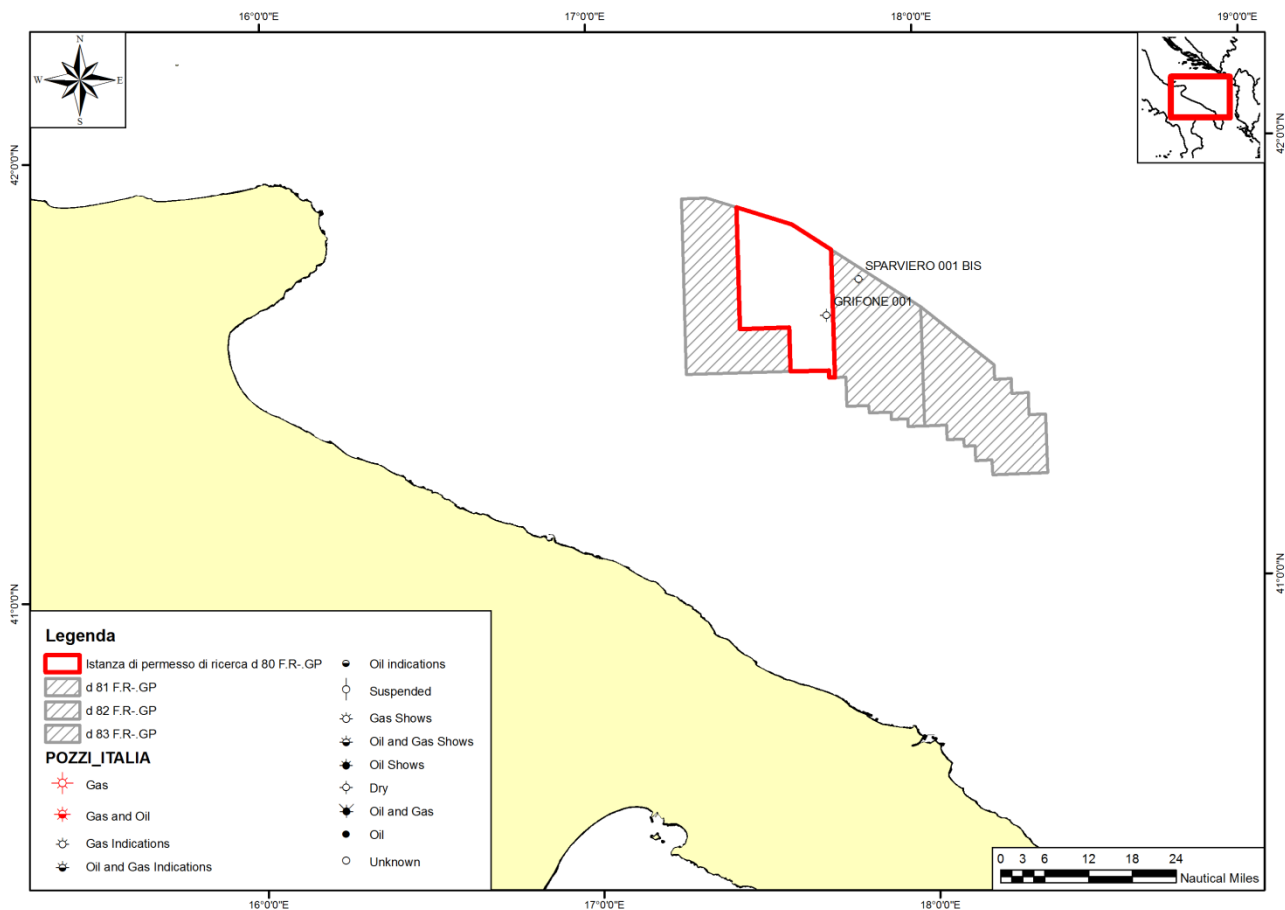 16°0'0"E 17°0'0"E 18°0'0"E 19°0'0"E
N
W E
S
42°0'0"N 42°0'0"N
SPARVIERO 001 BIS
GRIFONE 001
41°0'0"N 41°0'0"N
Legenda
Istanza di permesso di ricerca d 80 F.R-.GP
d 81 F.R-.GP
d 82 F.R-.GP
d 83 F.R-.GP
POZZI_ITALIA
Gas
Gas and Oil
Gas Indications
Oil and Gas Indications
Oil indications
Suspended
Gas Shows
Oil and Gas Shows
Oil Shows
Dry
Oil and Gas
Oil
Unknown
0 3 6 12 18 24
Nautical Miles
16°0'0"E 17°0'0"E 18°0'0"E